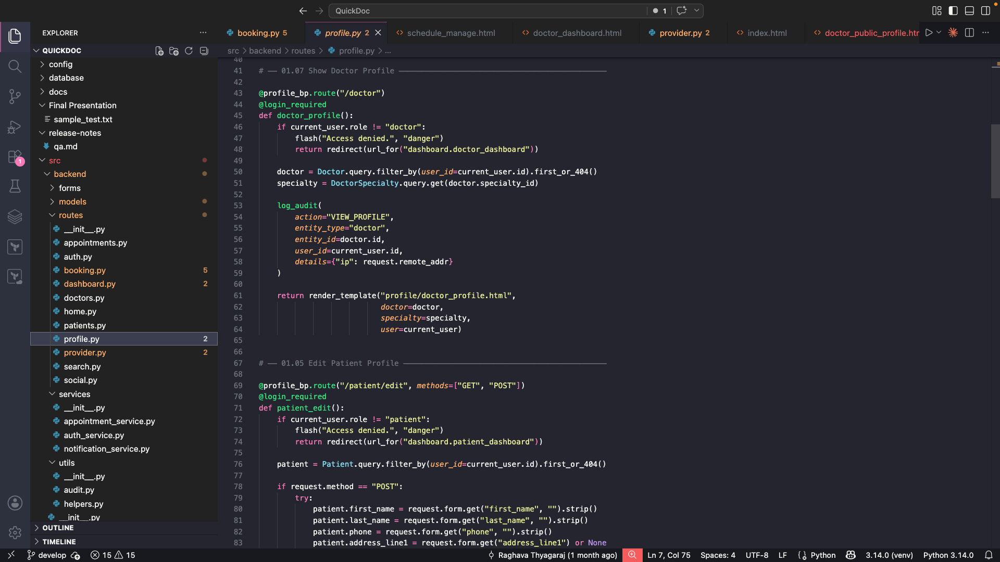 QuickDoc
1
EXPLORER
booking.py 5
profile.py 2
schedule_manage.html
doctor_dashboard.html
provider.py 2
index.html
doctor_public_profile.htm
QUICKDOC
src > backend > routes > profile.py > ...
config
database
docs
Final Presentation
sample_test.txt
release-notes
qa.md
src
backend
forms
models
routes
__init__.py
appointments.py
auth.py
booking.py 5
dashboard.py 2
doctors.py
home.py
patients.py
profile.py 2
provider.py 2
search.py
social.py
services
__init__.py
appointment_service.py
auth_service.py
notification_service.py
utils
__init__.py
audit.py
helpers.py
__init__.py
OUTLINE
TIMELINE
1
40
41 # —— 01.07 Show Doctor Profile ——————————————
42
43 @profile_bp.route("/doctor")
44 @login_required
45 def doctor_profile():
46     if current_user.role != "doctor":
47         flash("Access denied.", "danger")
48         return redirect(url_for("dashboard.doctor_dashboard"))
49
50     doctor = Doctor.query.filter_by(user_id=current_user.id).first_or_404()
51     specialty = DoctorSpecialty.query.get(doctor.specialty_id)
52
53     log_audit(
54         action="VIEW_PROFILE",
55         entity_type="doctor",
56         entity_id=doctor.id,
57         user_id=current_user.id,
58         details={"ip": request.remote_addr}
59     )
60
61     return render_template("profile/doctor_profile.html",
62                            doctor=doctor,
63                            specialty=specialty,
64                            user=current_user)
65
66
67 # —— 01.05 Edit Patient Profile ——————————————
68
69 @profile_bp.route("/patient/edit", methods=["GET", "POST"])
70 @login_required
71 def patient_edit():
72     if current_user.role != "patient":
73         flash("Access denied.", "danger")
74         return redirect(url_for("dashboard.patient_dashboard"))
75
76     patient = Patient.query.filter_by(user_id=current_user.id).first_or_404()
77
78     if request.method == "POST":
79         try:
80             patient.first_name = request.form.get("first_name", "").strip()
81             patient.last_name = request.form.get("last_name", "").strip()
82             patient.phone = request.form.get("phone", "").strip()
83             patient.address_line1 = request.form.get("address_line1") or None
develop 15 15 Raghava Thyagaraj (1 month ago) Ln 7, Col 75 Spaces: 4 UTF-8 LF Python 3.14.0 (venv) Python 3.14.0